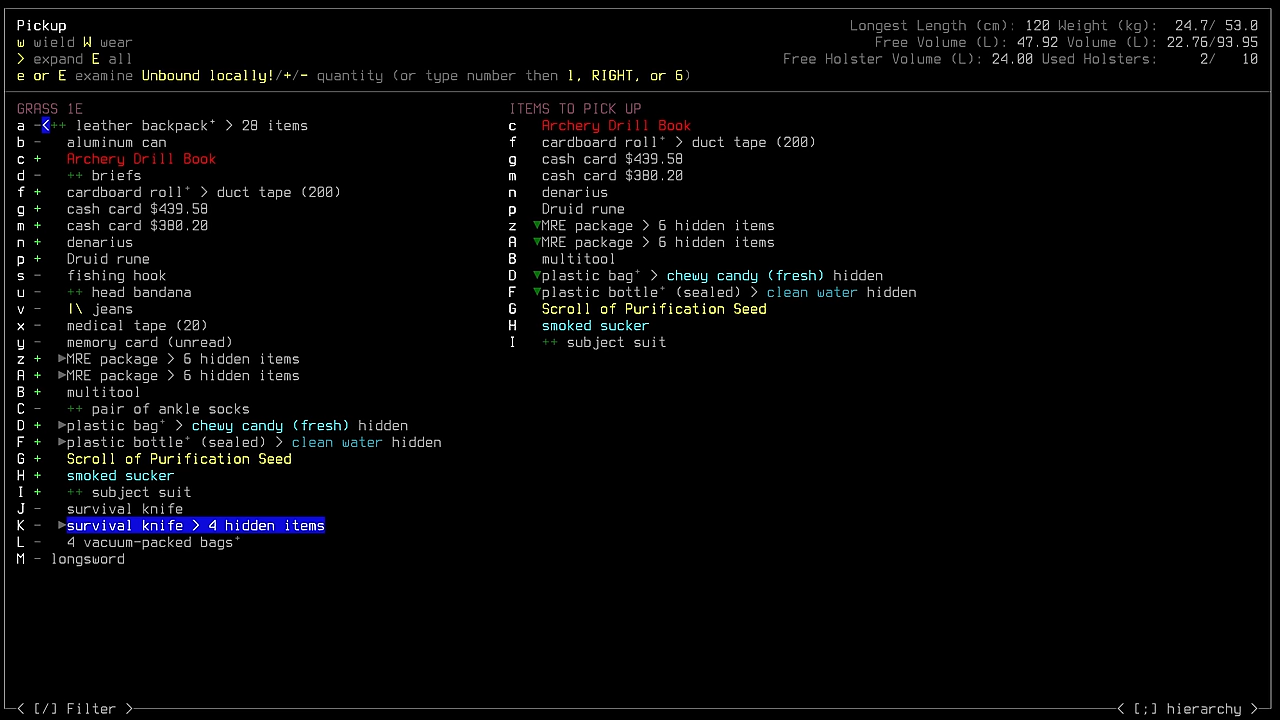 Pickup
w wield W wear
> expand E all
e or E examine Unbound locally!/+/- quantity (or type number then l, RIGHT, or 6)
Longest Length (cm): 120 Weight (kg): 24.7/ 53.0
Free Volume (L): 47.92 Volume (L): 22.76/93.95
Free Holster Volume (L): 24.00 Used Holsters: 2/ 10
GRASS 1E
a -<++ leather backpack⁺ > 28 items
b - aluminum can
c + Archery Drill Book
d - ++ briefs
f + cardboard roll⁺ > duct tape (200)
g + cash card $439.58
m + cash card $380.20
n + denarius
p + Druid rune
s - fishing hook
u - ++ head bandana
v - |\ jeans
x - medical tape (20)
y - memory card (unread)
z + ▶MRE package > 6 hidden items
A + ▶MRE package > 6 hidden items
B + multitool
C - ++ pair of ankle socks
D + ▶plastic bag⁺ > chewy candy (fresh) hidden
F + ▶plastic bottle⁺ (sealed) > clean water hidden
G + Scroll of Purification Seed
H + smoked sucker
I + ++ subject suit
J - survival knife
K - ▶survival knife > 4 hidden items
L - 4 vacuum-packed bags⁺
M - longsword
ITEMS TO PICK UP
c Archery Drill Book
f cardboard roll⁺ > duct tape (200)
g cash card $439.58
m cash card $380.20
n denarius
p Druid rune
z ▼MRE package > 6 hidden items
A ▼MRE package > 6 hidden items
B multitool
D ▼plastic bag⁺ > chewy candy (fresh) hidden
F ▼plastic bottle⁺ (sealed) > clean water hidden
G Scroll of Purification Seed
H smoked sucker
I ++ subject suit
< [/] Filter >
< [;] hierarchy >